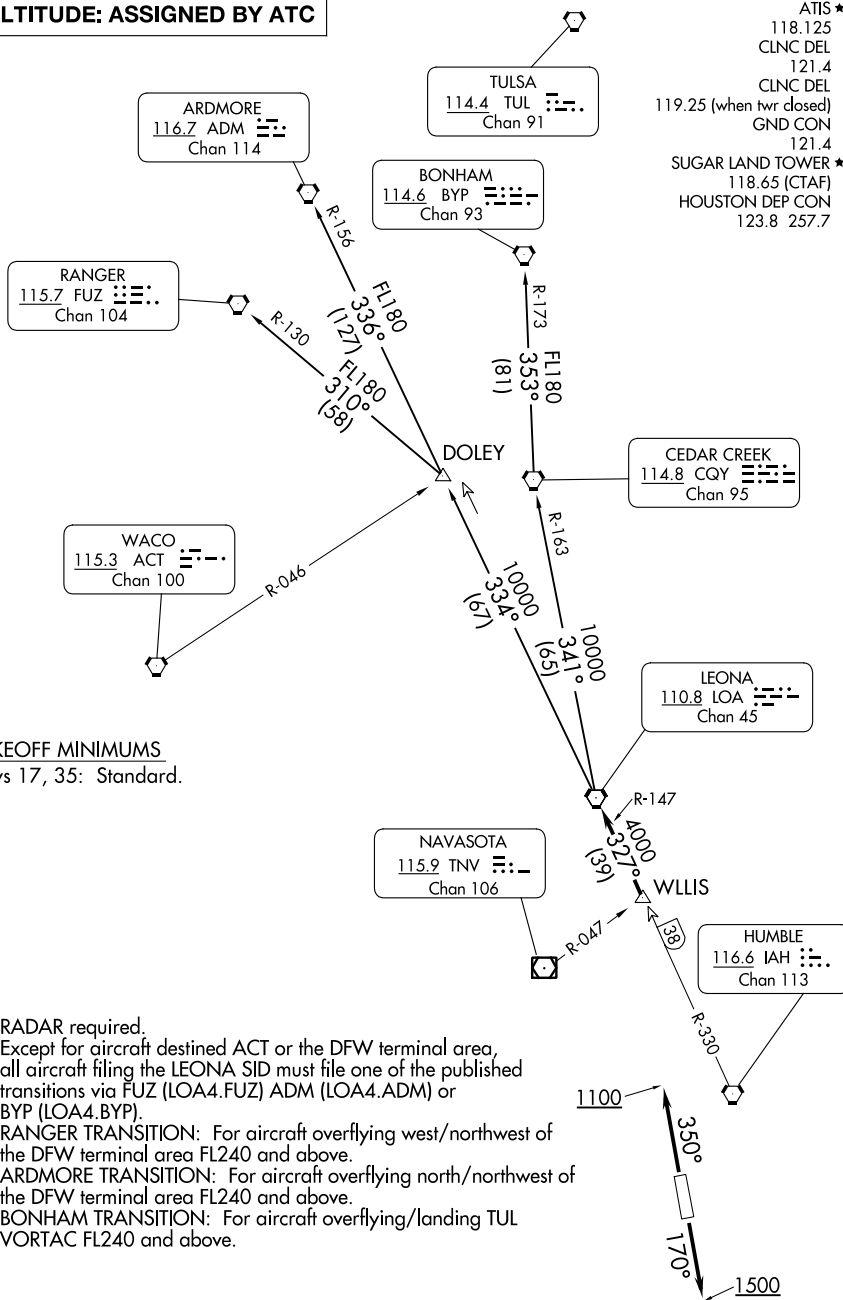 LTITUDE: ASSIGNED BY ATC
ATIS ★
118.125
CLNC DEL
121.4
CLNC DEL
119.25 (when twr closed)
GND CON
121.4
SUGAR LAND TOWER ★
118.65 (CTAF)
HOUSTON DEP CON
123.8 257.7
TULSA
114.4 TUL
Chan 91
ARDMORE
116.7 ADM
Chan 114
BONHAM
114.6 BYP
Chan 93
RANGER
115.7 FUZ
Chan 104
R-156
R-130
R-173
FL180
336°
(127)
FL180
310°
(58)
FL180
353°
(81)
DOLEY
CEDAR CREEK
114.8 CQY
Chan 95
WACO
115.3 ACT
Chan 100
R-046
R-163
10000
334°
(67)
10000
341°
(65)
LEONA
110.8 LOA
Chan 45
KEOFF MINIMUMS
ys 17, 35: Standard.
R-147
4000
327°
(39)
NAVASOTA
115.9 TNV
Chan 106
WLLIS
R-047
38
HUMBLE
116.6 IAH
Chan 113
R-330
RADAR required.
Except for aircraft destined ACT or the DFW terminal area,
all aircraft filing the LEONA SID must file one of the published
transitions via FUZ (LOA4.FUZ) ADM (LOA4.ADM) or
BYP (LOA4.BYP).
RANGER TRANSITION: For aircraft overflying west/northwest of
the DFW terminal area FL240 and above.
ARDMORE TRANSITION: For aircraft overflying north/northwest of
the DFW terminal area FL240 and above.
BONHAM TRANSITION: For aircraft overflying/landing TUL
VORTAC FL240 and above.
1100
350°
170°
1500